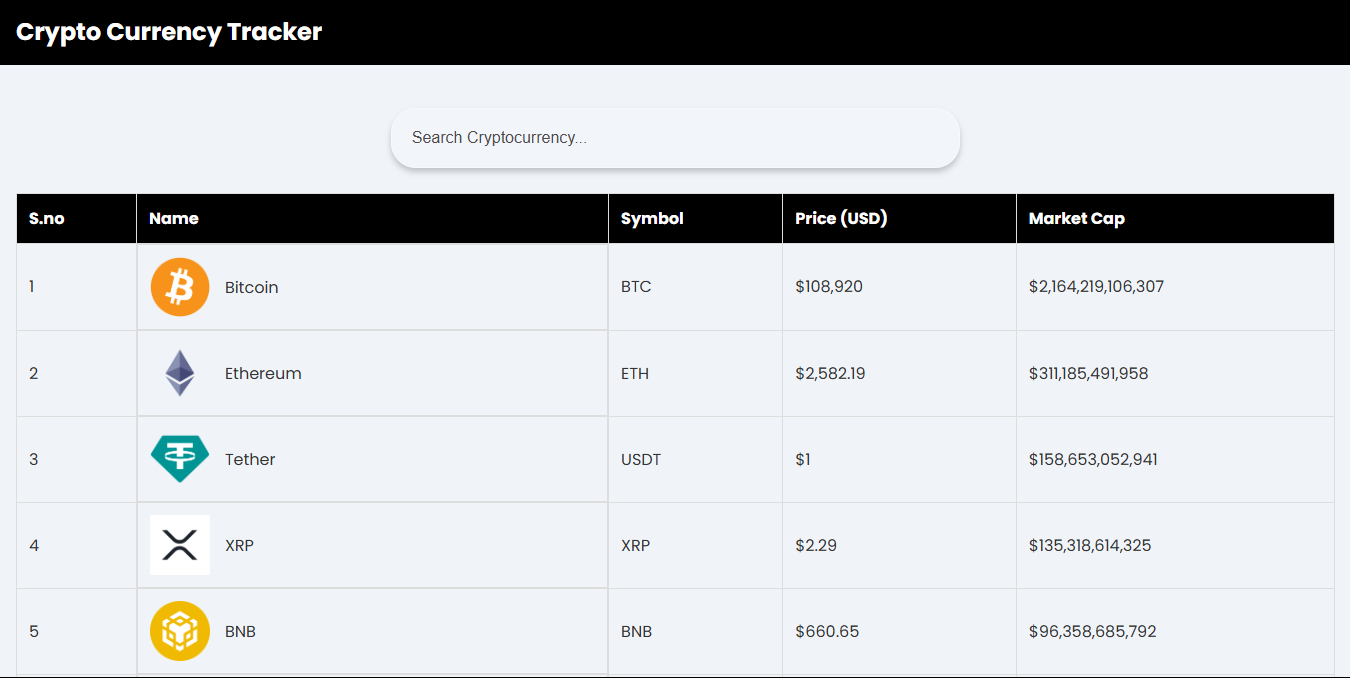 Crypto Currency Tracker
Search Cryptocurrency...
S.no Name Symbol Price (USD) Market Cap
1 Bitcoin BTC $108,920 $2,164,219,106,307
2 Ethereum ETH $2,582.19 $311,185,491,958
3 Tether USDT $1 $158,653,052,941
4 XRP XRP $2.29 $135,318,614,325
5 BNB BNB $660.65 $96,358,685,792